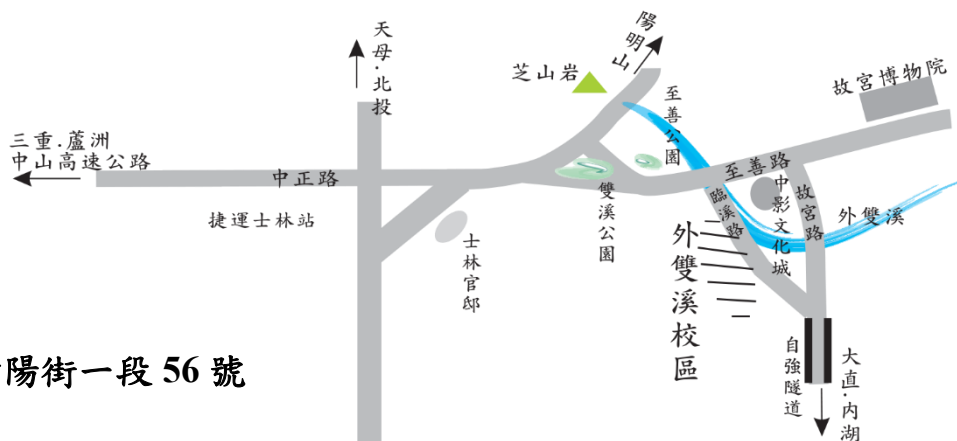 天母.北投
陽明山
芝山岩
至善公園
故宮博物院
三重.蘆洲
中山高速公路
中正路
至善路
捷運士林站
士林官邸
雙溪公園
臨溪路
中影文化城
故宮路
外雙溪
外雙溪校區
陽街一段 56 號
自強隧道
大直.內湖